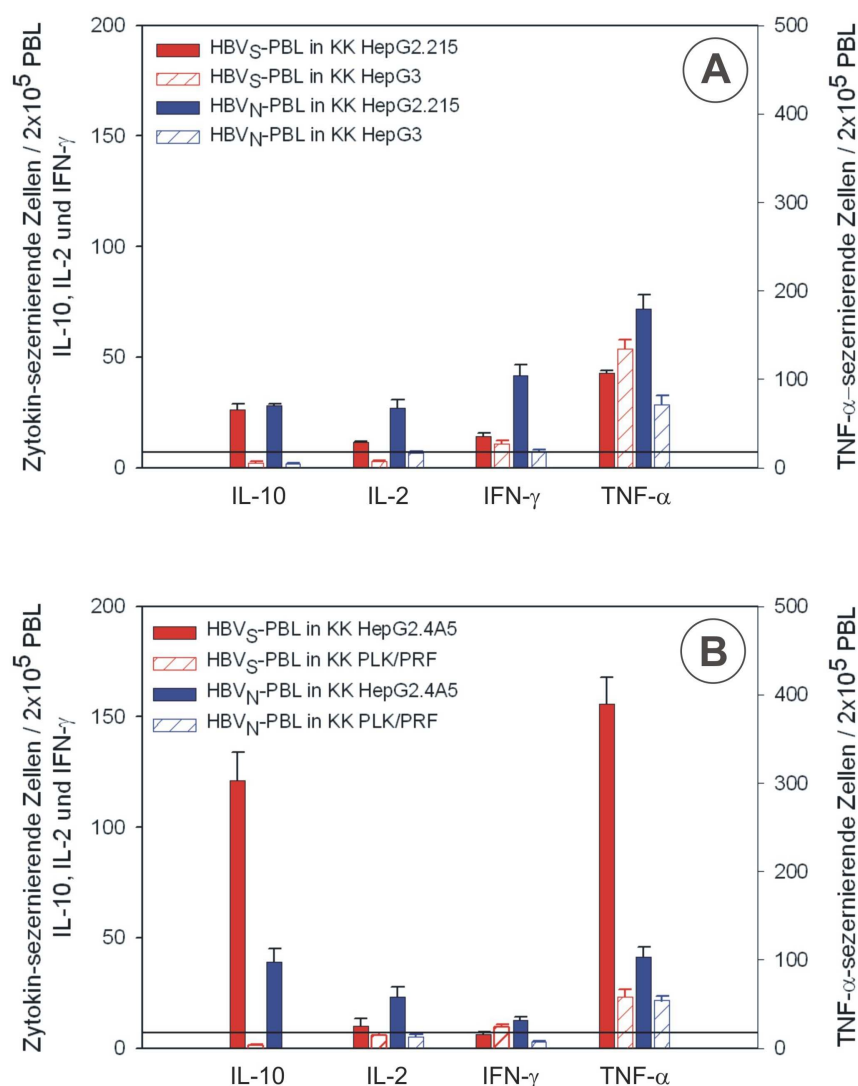 A
HBVS-PBL in KK HepG2.215
HBVS-PBL in KK HepG3
HBVN-PBL in KK HepG2.215
HBVN-PBL in KK HepG3
Zytokin-sezernierende Zellen / 2x10⁵ PBL
IL-10, IL-2 und IFN-γ
200
150
100
50
0
500
400
300
200
100
0
TNF-α–sezernierende Zellen / 2x10⁵ PBL
IL-10 IL-2 IFN-γ TNF-α
B
HBVS-PBL in KK HepG2.4A5
HBVS-PBL in KK PLK/PRF
HBVN-PBL in KK HepG2.4A5
HBVN-PBL in KK PLK/PRF
Zytokin-sezernierende Zellen / 2x10⁵ PBL
IL-10, IL-2 und IFN-γ
200
150
100
50
0
500
400
300
200
100
0
TNF-α-sezernierende Zellen / 2x10⁵ PBL
IL-10 IL-2 IFN-γ TNF-α